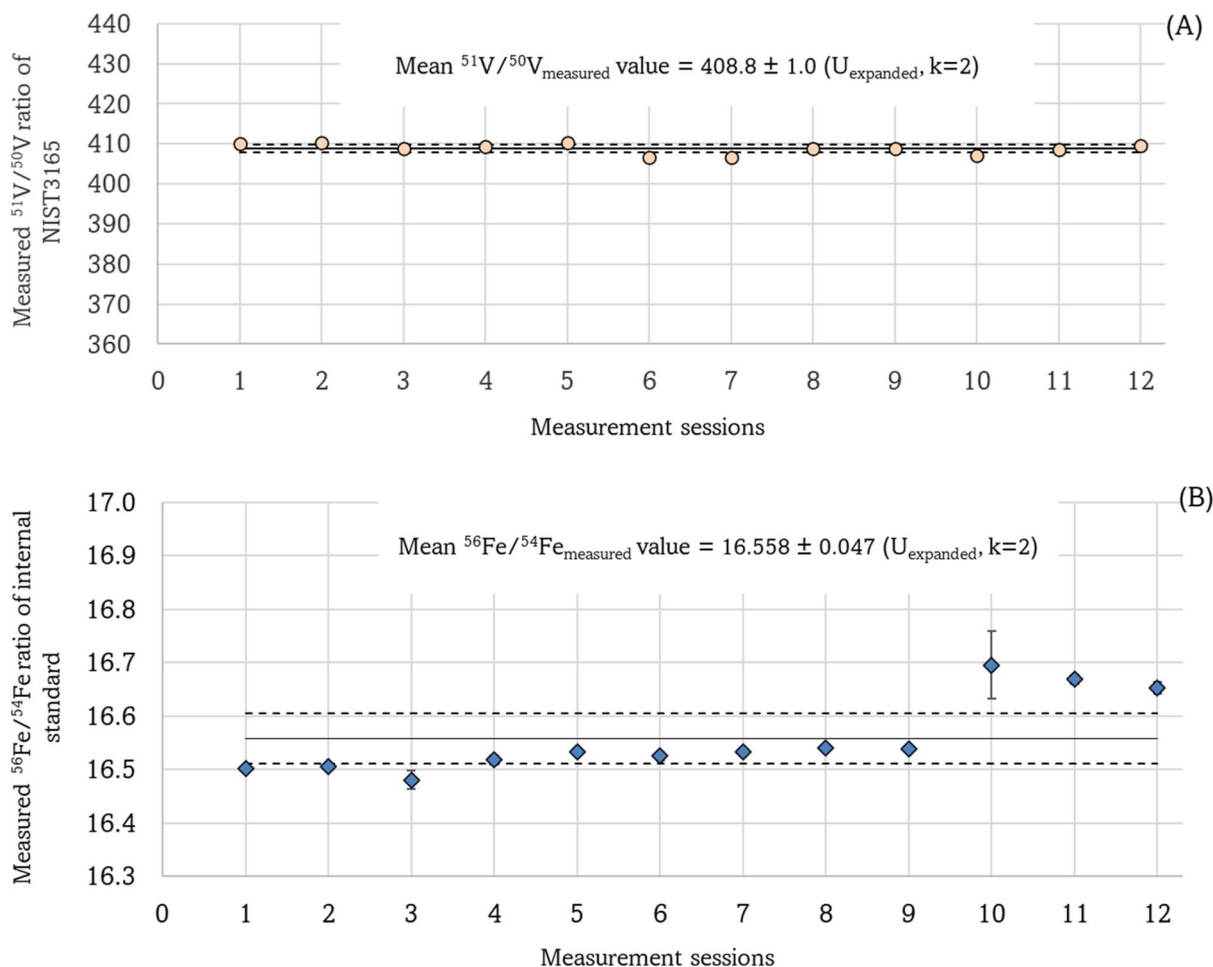 (A)
440
430
420
410
400
390
380
370
360
Measured ⁵¹V/⁵⁰V ratio of
NIST3165
Mean ⁵¹V/⁵⁰Vmeasured value = 408.8 ± 1.0 (Uexpanded, k=2)
0 1 2 3 4 5 6 7 8 9 10 11 12
Measurement sessions
(B)
17.0
16.9
16.8
16.7
16.6
16.5
16.4
16.3
Measured ⁵⁶Fe/⁵⁴Fe ratio of internal
standard
Mean ⁵⁶Fe/⁵⁴Femeasured value = 16.558 ± 0.047 (Uexpanded, k=2)
0 1 2 3 4 5 6 7 8 9 10 11 12
Measurement sessions